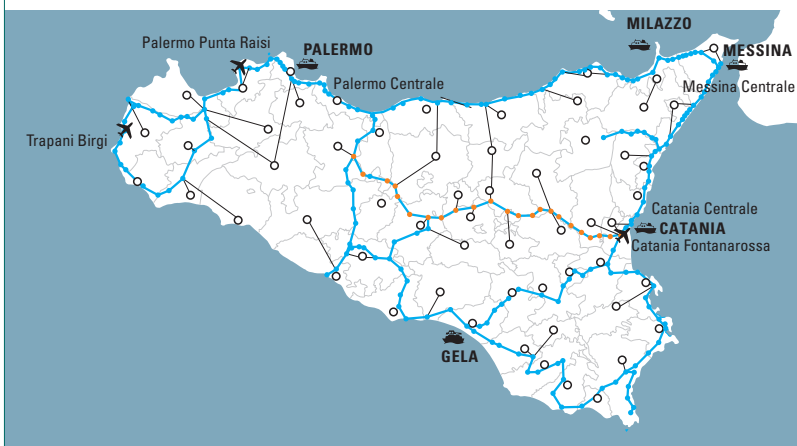 MILAZZO
Palermo Punta Raisi
PALERMO
MESSINA
Palermo Centrale
Messina Centrale
Trapani Birgi
Catania Centrale
CATANIA
Catania Fontanarossa
GELA